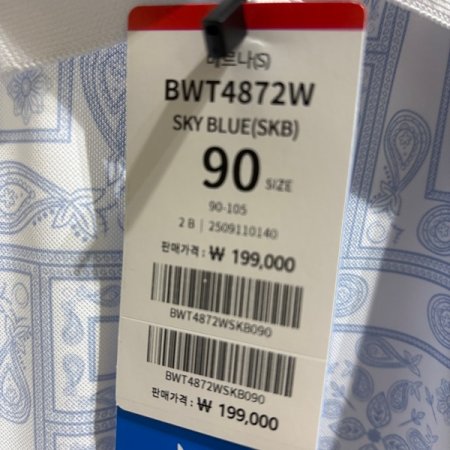 BWT4872W
SKY BLUE(SKB)
90 SIZE
90-105
2 B | 2509110140
판매가격 : ₩ 199,000
BWT4872WSKB090
BWT4872WSKB090
판매가격 : ₩ 199,000